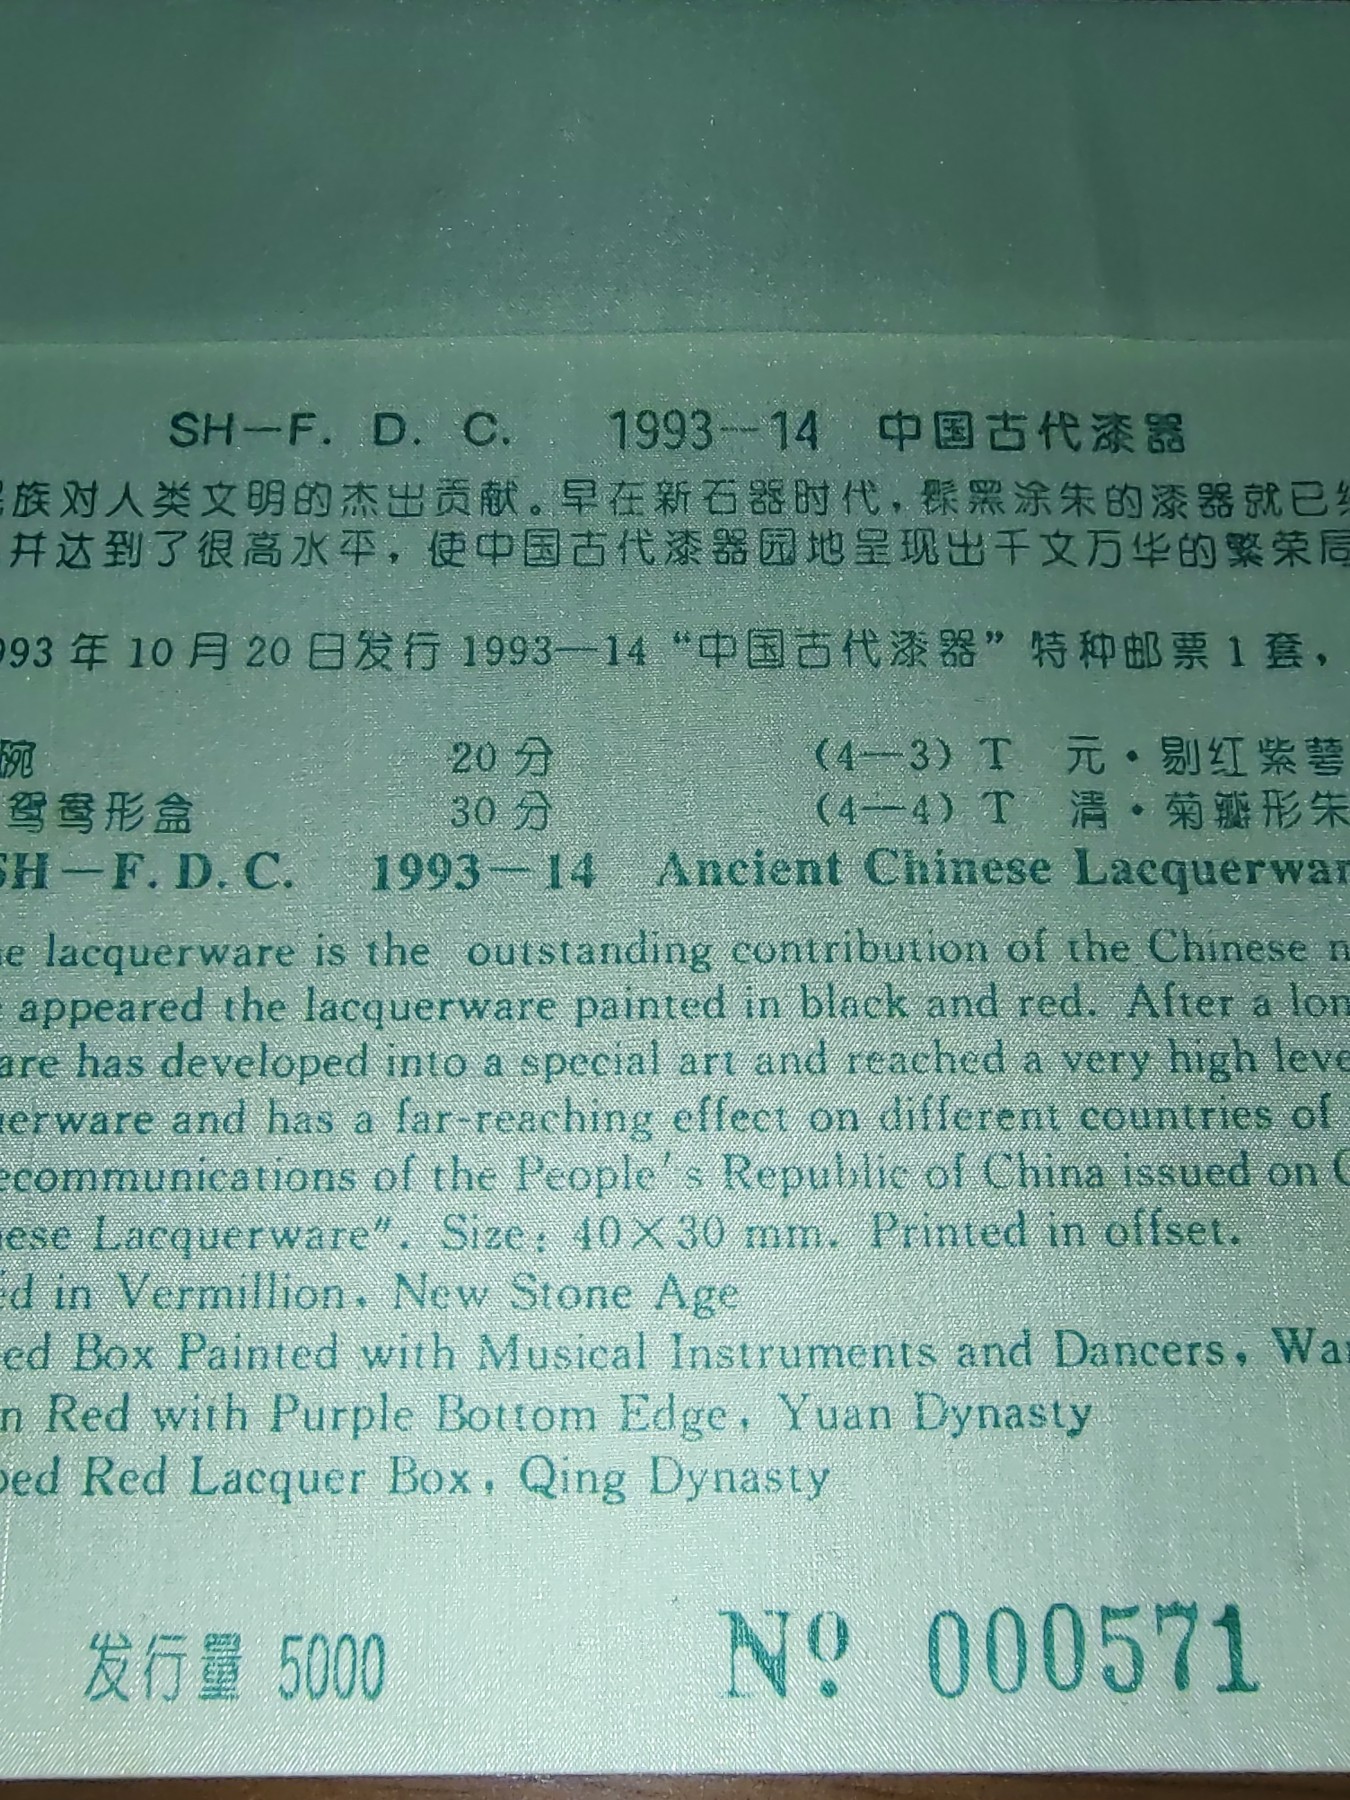 SH—F. D. C. 1993—14 中国古代漆器
族对人类文明的杰出贡献。早在新石器时代，髹黑涂朱的漆器就已
并达到了很高水平，使中国古代漆器园地呈现出千文万华的繁荣
993 年 10 月 20 日发行 1993—14 “中国古代漆器” 特种邮票 1 套，
碗 20 分 (4—3) T 元·剔红紫萼
鸳鸯形盒 30 分 (4—4) T 清·菊瓣形朱
SH—F. D. C. 1993—14 Ancient Chinese Lacquerwar
e lacquerware is the outstanding contribution of the Chinese n
appeared the lacquerware painted in black and red. After a lon
are has developed into a special art and reached a very high leve
erware and has a far-reaching effect on different countries of
ecommunications of the People's Republic of China issued on
ese Lacquerware". Size: 40×30 mm. Printed in offset.
ed in Vermillion, New Stone Age
ed Box Painted with Musical Instruments and Dancers, War
n Red with Purple Bottom Edge, Yuan Dynasty
ped Red Lacquer Box, Qing Dynasty
发行量 5000 Nº 000571